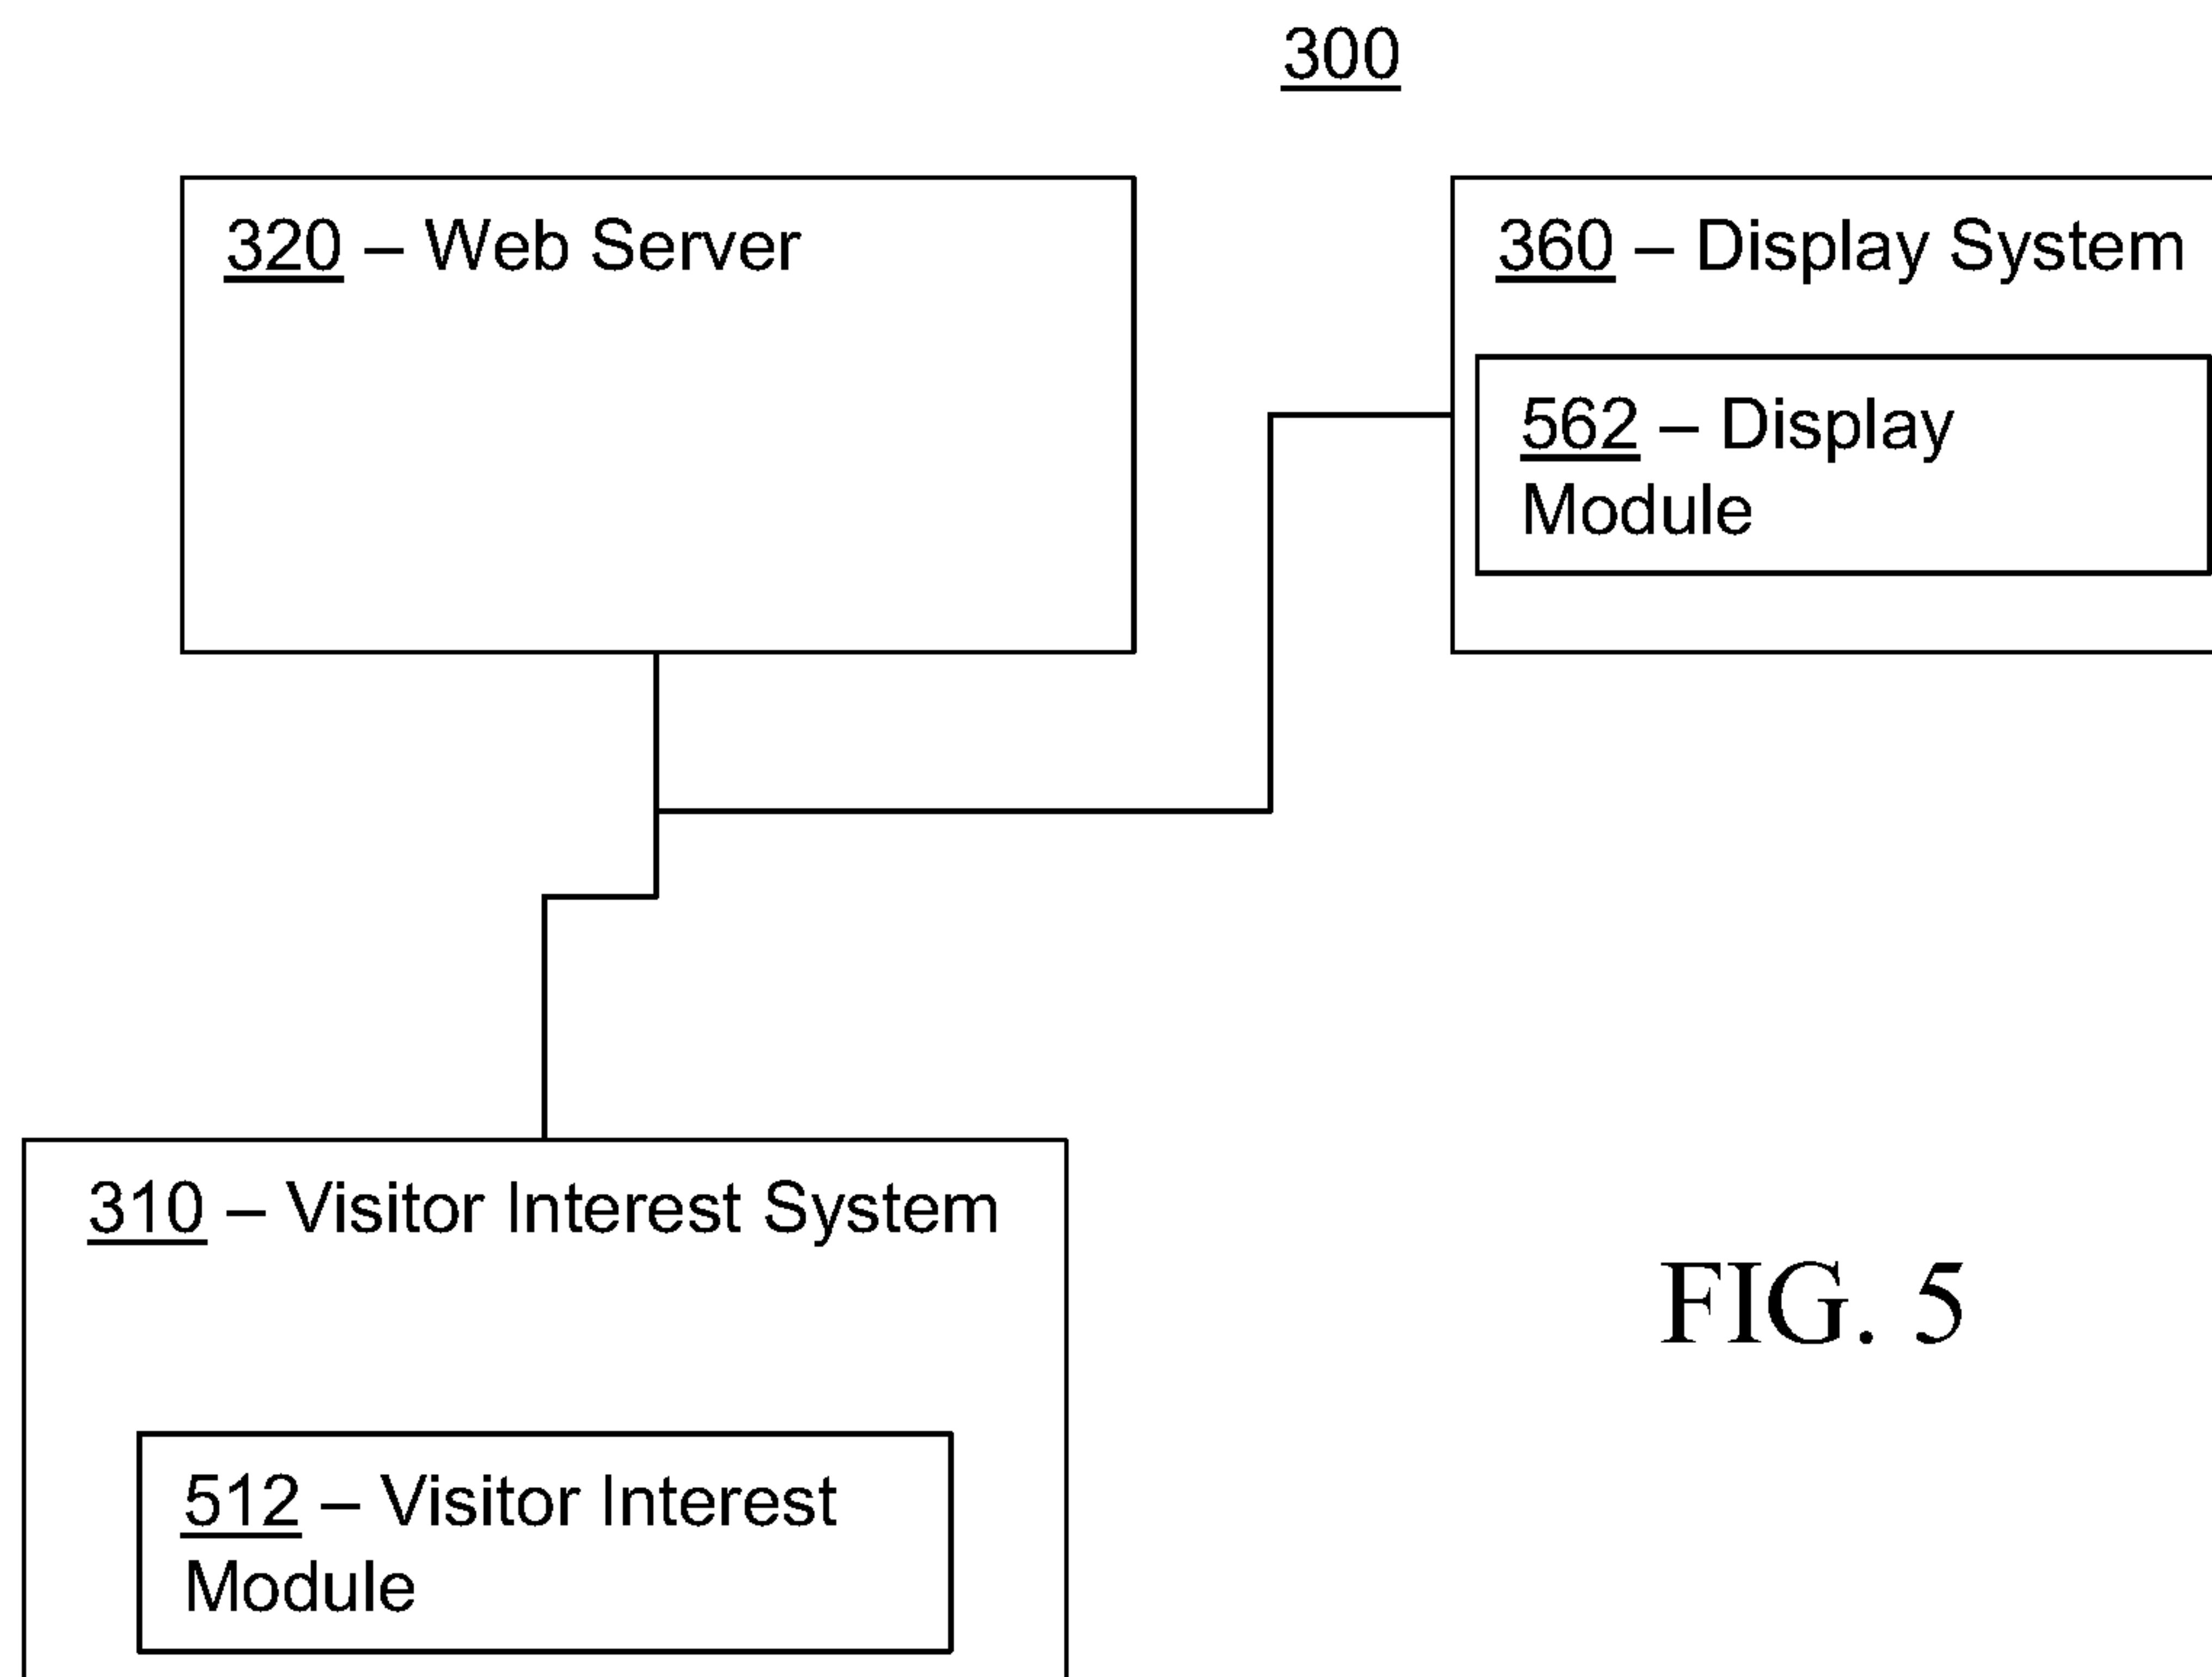 300
320 – Web Server
360 – Display System
562 – Display
Module
310 – Visitor Interest System
512 – Visitor Interest
Module
FIG. 5